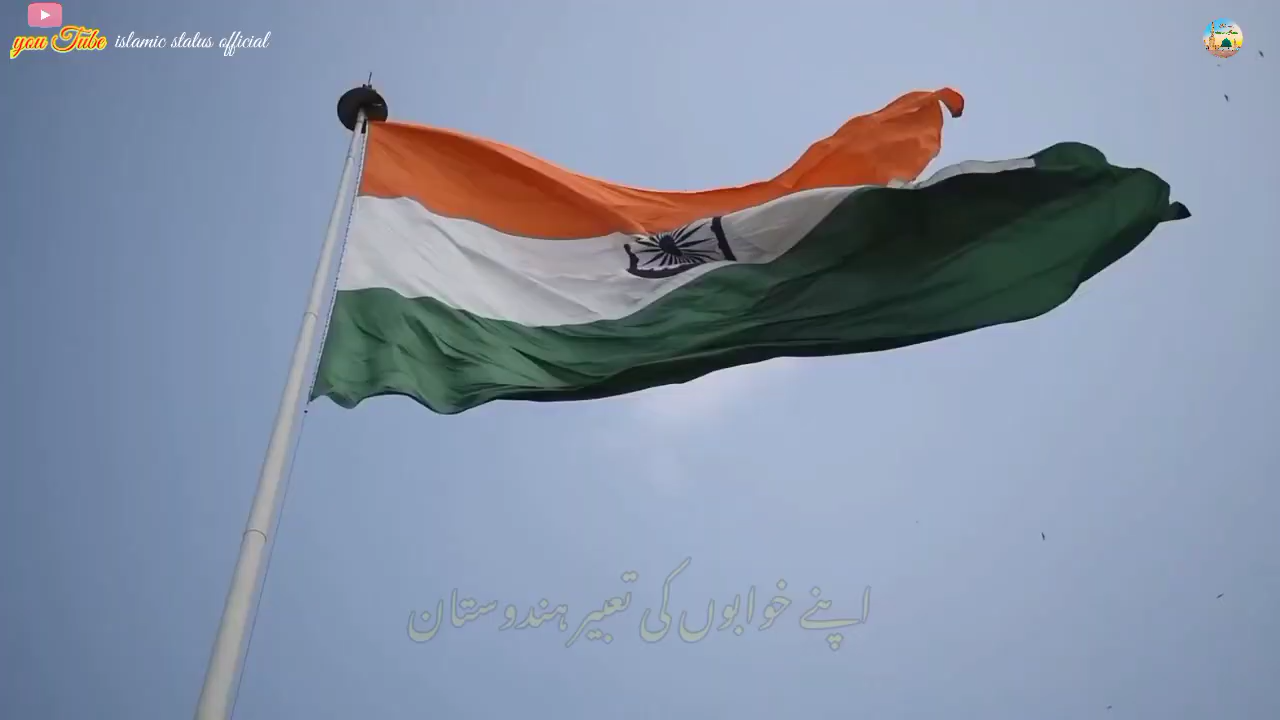 you Tube islamic status official
اپنے خوابوں کی تعبیر ہندوستان